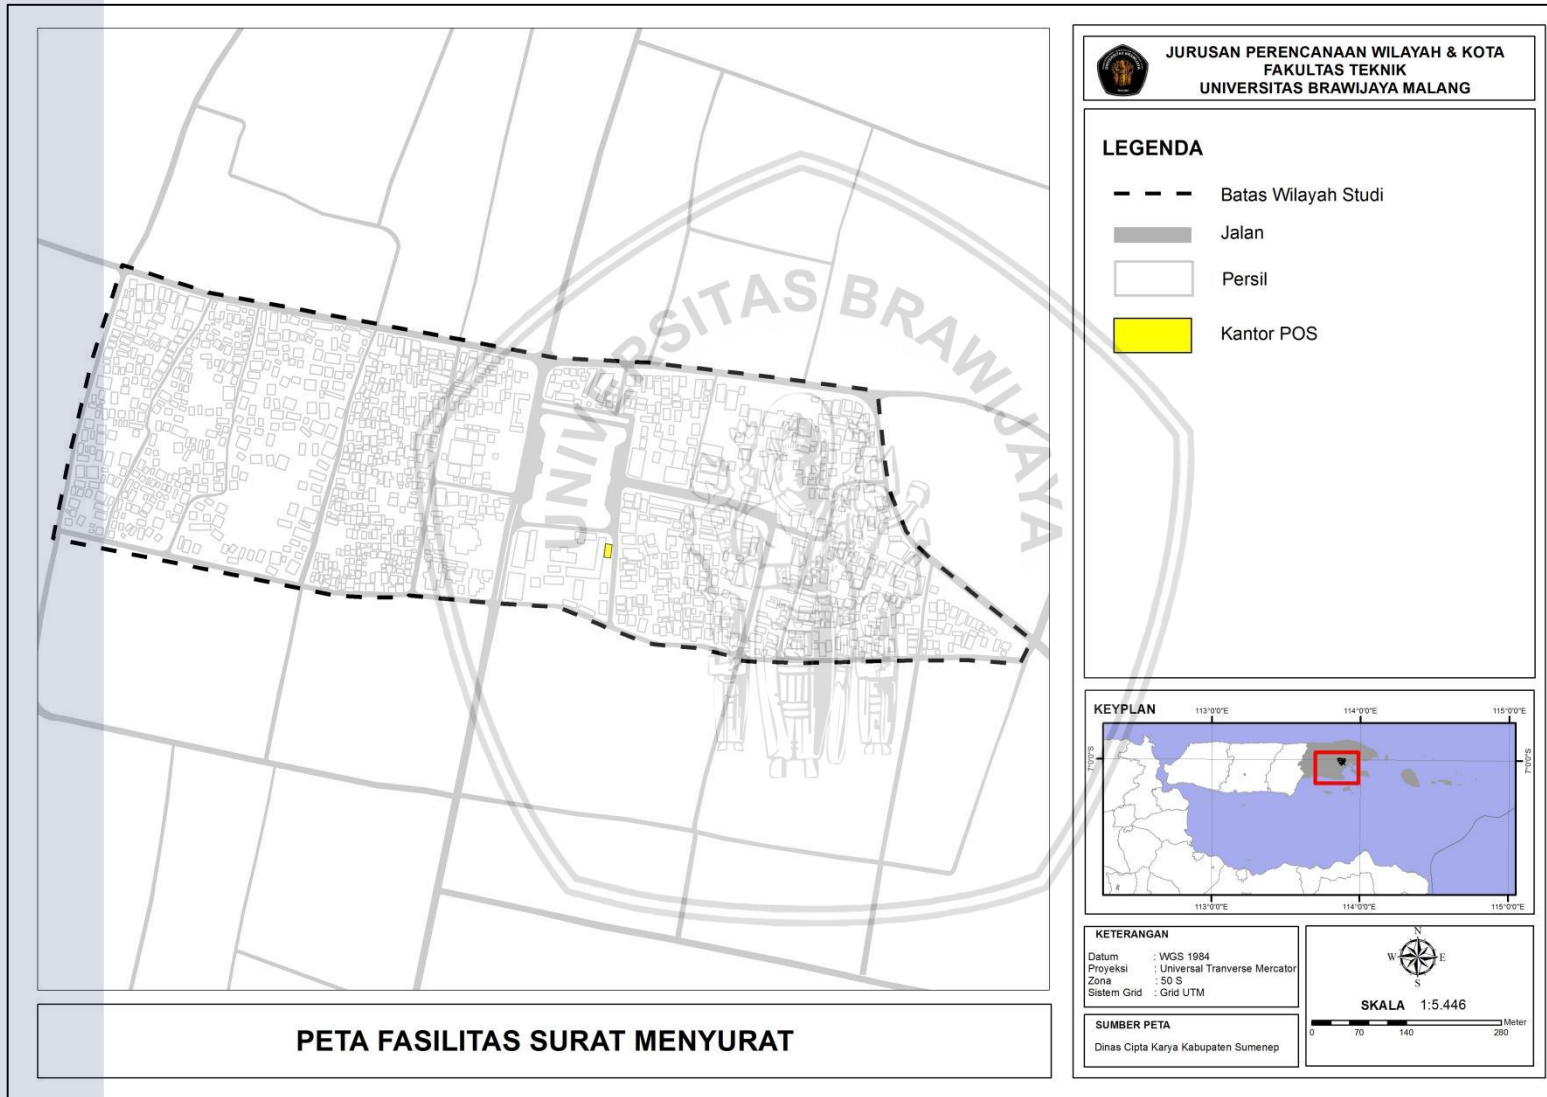 JURUSAN PERENCANAAN WILAYAH & KOTA
FAKULTAS TEKNIK
UNIVERSITAS BRAWIJAYA MALANG
LEGENDA
Batas Wilayah Studi
Jalan
Persil
Kantor POS
UNIVERSITAS BRAWIJAYA
KEYPLAN
113°0'0"E
114°0'0"E
115°0'0"E
7°0'0"S
7°0'0"S
113°0'0"E
114°0'0"E
115°0'0"E
KETERANGAN
Datum : WGS 1984
Proyeksi : Universal Tranverse Mercator
Zona : 50 S
Sistem Grid : Grid UTM
SUMBER PETA
Dinas Cipta Karya Kabupaten Sumenep
N
W E
S
SKALA 1:5.446
Meter
0 70 140 280
PETA FASILITAS SURAT MENYURAT